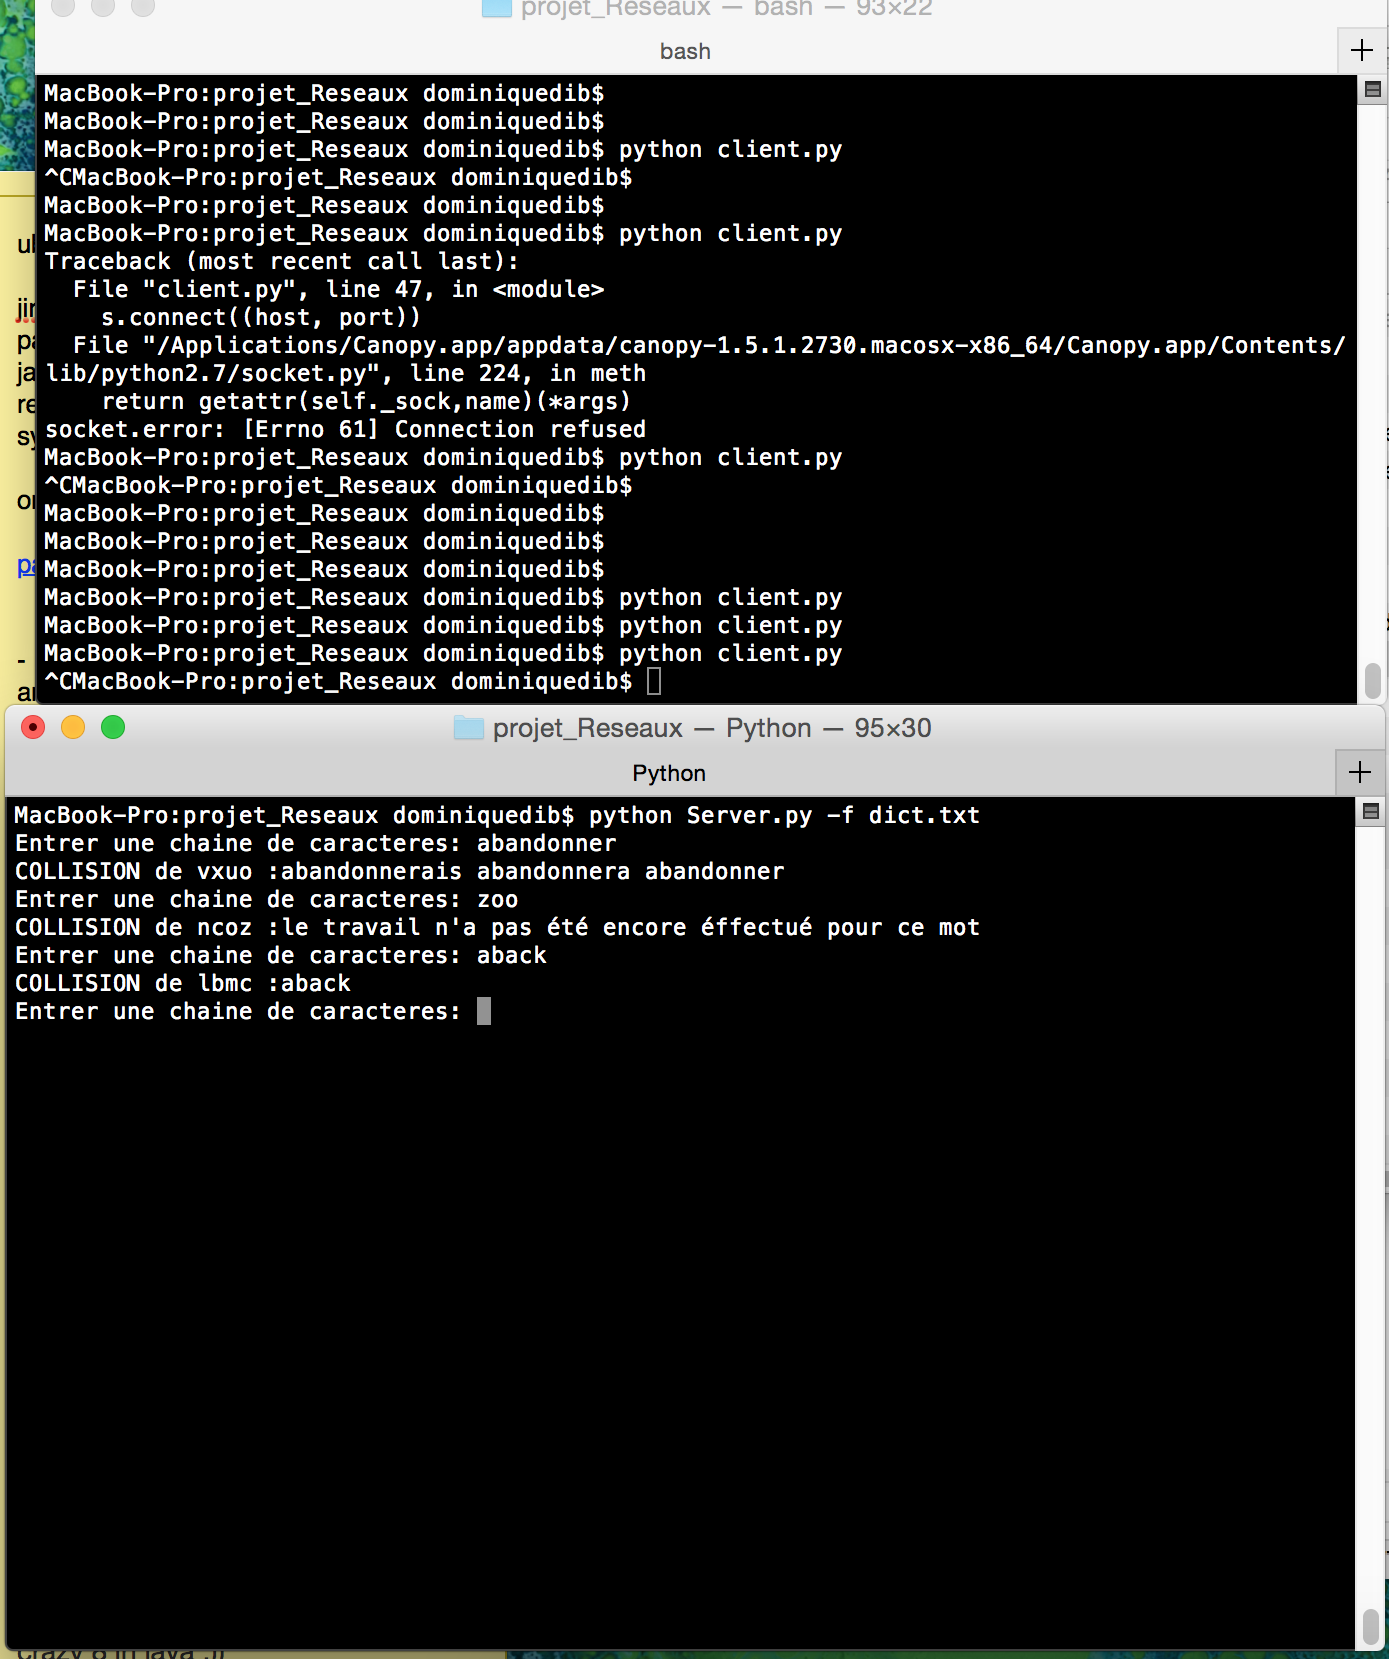 projet_Reseaux — bash — 93×22
bash
MacBook-Pro:projet_Reseaux dominiquedib$
MacBook-Pro:projet_Reseaux dominiquedib$
MacBook-Pro:projet_Reseaux dominiquedib$ python client.py
^CMacBook-Pro:projet_Reseaux dominiquedib$
MacBook-Pro:projet_Reseaux dominiquedib$
MacBook-Pro:projet_Reseaux dominiquedib$ python client.py
Traceback (most recent call last):
  File "client.py", line 47, in <module>
    s.connect((host, port))
  File "/Applications/Canopy.app/appdata/canopy-1.5.1.2730.macosx-x86_64/Canopy.app/Contents/
lib/python2.7/socket.py", line 224, in meth
    return getattr(self._sock,name)(*args)
socket.error: [Errno 61] Connection refused
MacBook-Pro:projet_Reseaux dominiquedib$ python client.py
^CMacBook-Pro:projet_Reseaux dominiquedib$
MacBook-Pro:projet_Reseaux dominiquedib$
MacBook-Pro:projet_Reseaux dominiquedib$
MacBook-Pro:projet_Reseaux dominiquedib$
MacBook-Pro:projet_Reseaux dominiquedib$ python client.py
MacBook-Pro:projet_Reseaux dominiquedib$ python client.py
MacBook-Pro:projet_Reseaux dominiquedib$ python client.py
^CMacBook-Pro:projet_Reseaux dominiquedib$
projet_Reseaux — Python — 95×30
Python
MacBook-Pro:projet_Reseaux dominiquedib$ python Server.py -f dict.txt
Entrer une chaine de caracteres: abandonner
COLLISION de vxuo :abandonnerais abandonnera abandonner
Entrer une chaine de caracteres: zoo
COLLISION de ncoz :le travail n'a pas été encore éffectué pour ce mot
Entrer une chaine de caracteres: aback
COLLISION de lbmc :aback
Entrer une chaine de caracteres:
crazy 8 in java :))